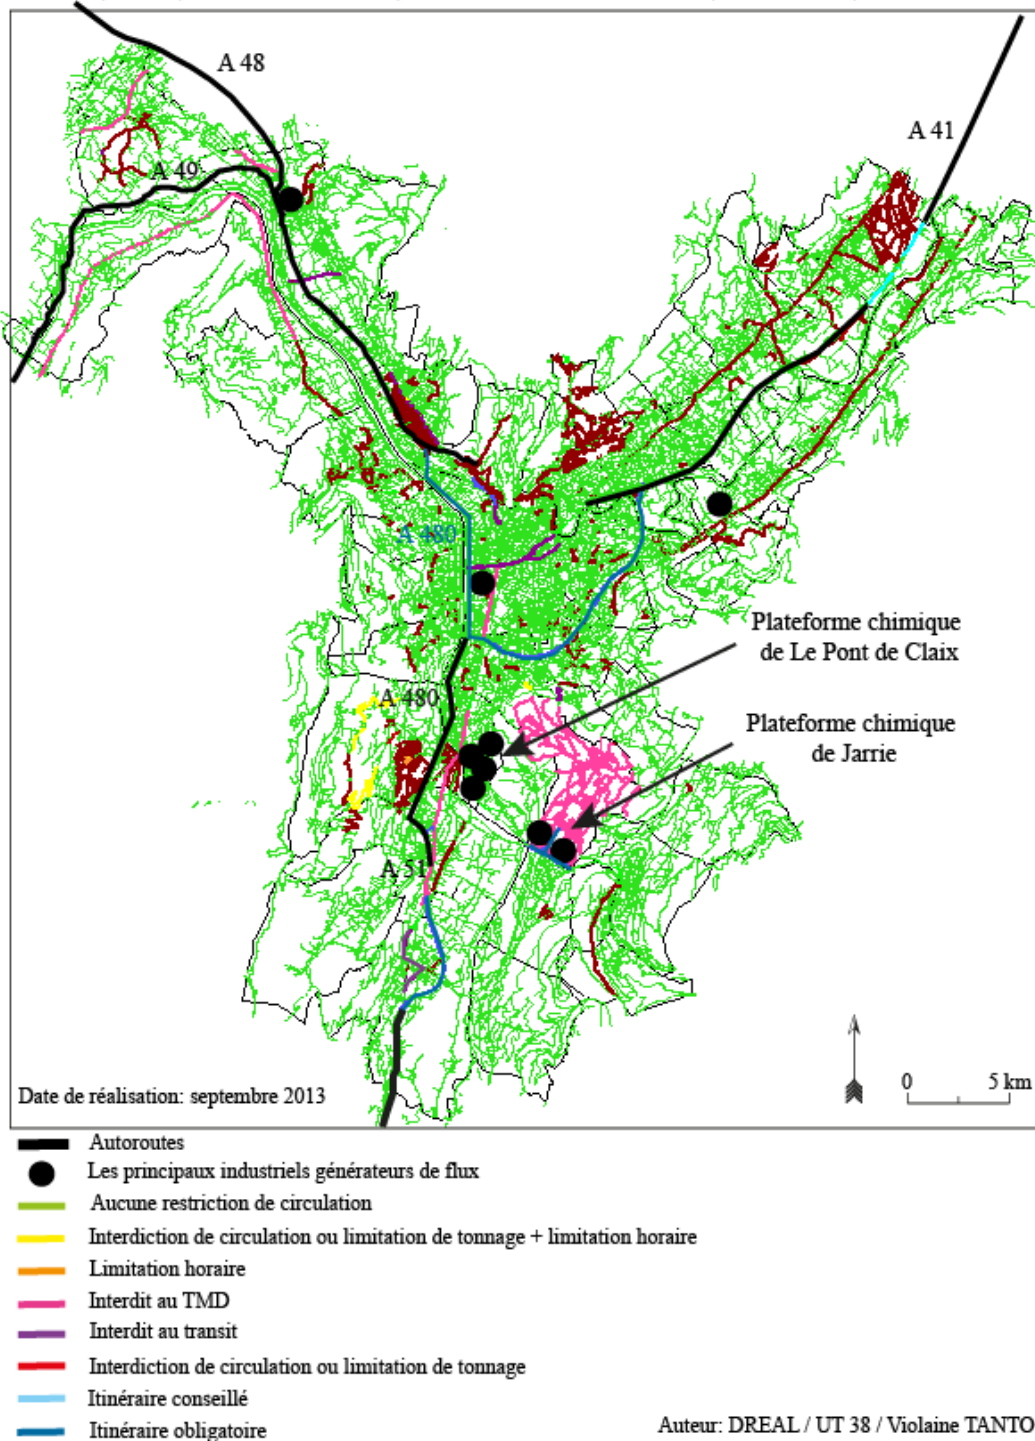 A 48
A 41
A 49
A 480
Plateforme chimique
de Le Pont de Claix
A 480
Plateforme chimique
de Jarrie
A 51
Date de réalisation: septembre 2013
0 5 km
Autoroutes
Les principaux industriels générateurs de flux
Aucune restriction de circulation
Interdiction de circulation ou limitation de tonnage + limitation horaire
Limitation horaire
Interdit au TMD
Interdit au transit
Interdiction de circulation ou limitation de tonnage
Itinéraire conseillé
Itinéraire obligatoire
Auteur: DREAL / UT 38 / Violaine TANTO